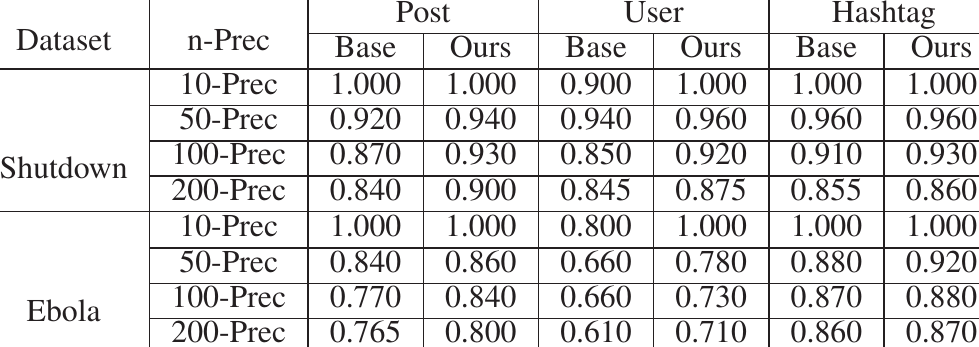 Dataset n-Prec Post User Hashtag
Base Ours Base Ours Base Ours
Shutdown 10-Prec 1.000 1.000 0.900 1.000 1.000 1.000
50-Prec 0.920 0.940 0.940 0.960 0.960 0.960
100-Prec 0.870 0.930 0.850 0.920 0.910 0.930
200-Prec 0.840 0.900 0.845 0.875 0.855 0.860
Ebola 10-Prec 1.000 1.000 0.800 1.000 1.000 1.000
50-Prec 0.840 0.860 0.660 0.780 0.880 0.920
100-Prec 0.770 0.840 0.660 0.730 0.870 0.880
200-Prec 0.765 0.800 0.610 0.710 0.860 0.870